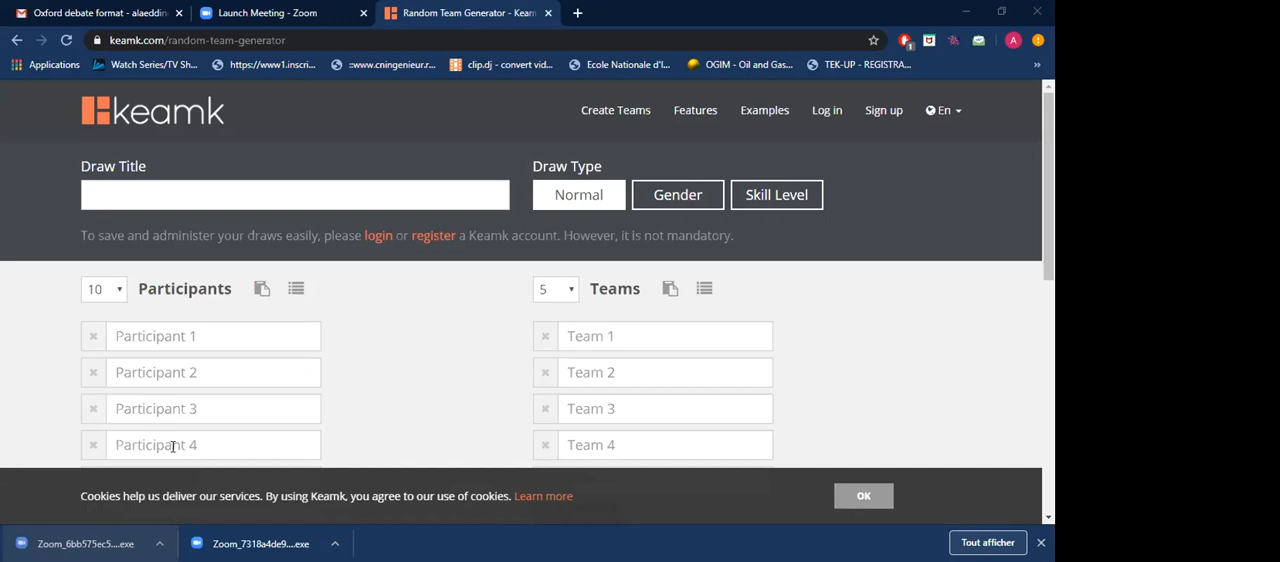 Oxford debate format - alaeddin
Launch Meeting - Zoom
Random Team Generator - Keam
keamk.com/random-team-generator
1
A
Applications
Watch Series/TV Sh...
https://www1.inscri...
::www.cningenieur.r...
clip.dj - convert vid...
Ecole Nationale d'I...
OGIM - Oil and Gas...
TEK-UP - REGISTRA...
keamk
Create Teams
Features
Examples
Log in
Sign up
En
Draw Title
Draw Type
Normal
Gender
Skill Level
To save and administer your draws easily, please login or register a Keamk account. However, it is not mandatory.
10
Participants
5
Teams
Participant 1
Team 1
Participant 2
Team 2
Participant 3
Team 3
Participant 4
Team 4
Cookies help us deliver our services. By using Keamk, you agree to our use of cookies. Learn more
OK
Zoom_6bb575ec5....exe
Zoom_7318a4de9....exe
Tout afficher